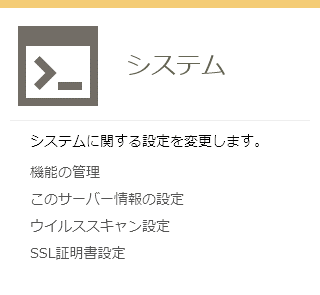 システム
システムに関する設定を変更します。
機能の管理
このサーバー情報の設定
ウイルススキャン設定
SSL証明書設定